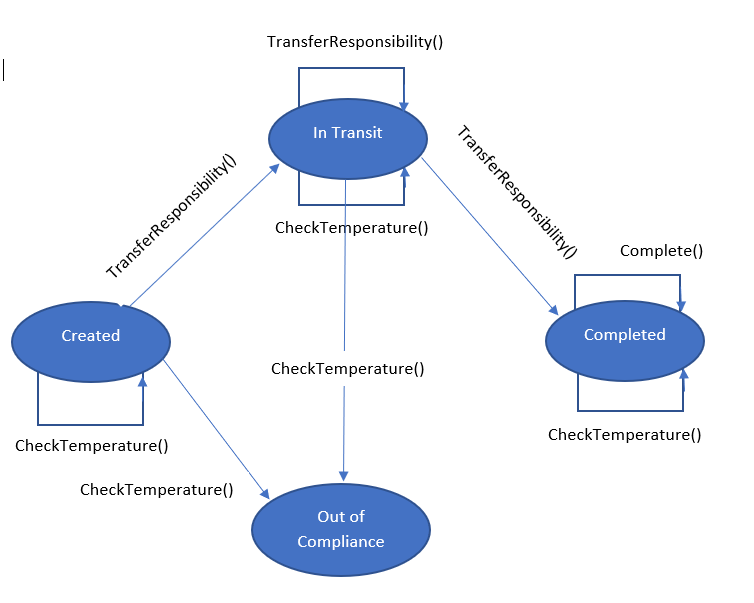 TransferResponsibility()
In Transit
TransferResponsibility()
TransferResponsibility()
CheckTemperature()
Complete()
Created
Completed
CheckTemperature()
CheckTemperature()
CheckTemperature()
CheckTemperature()
Out of
Compliance